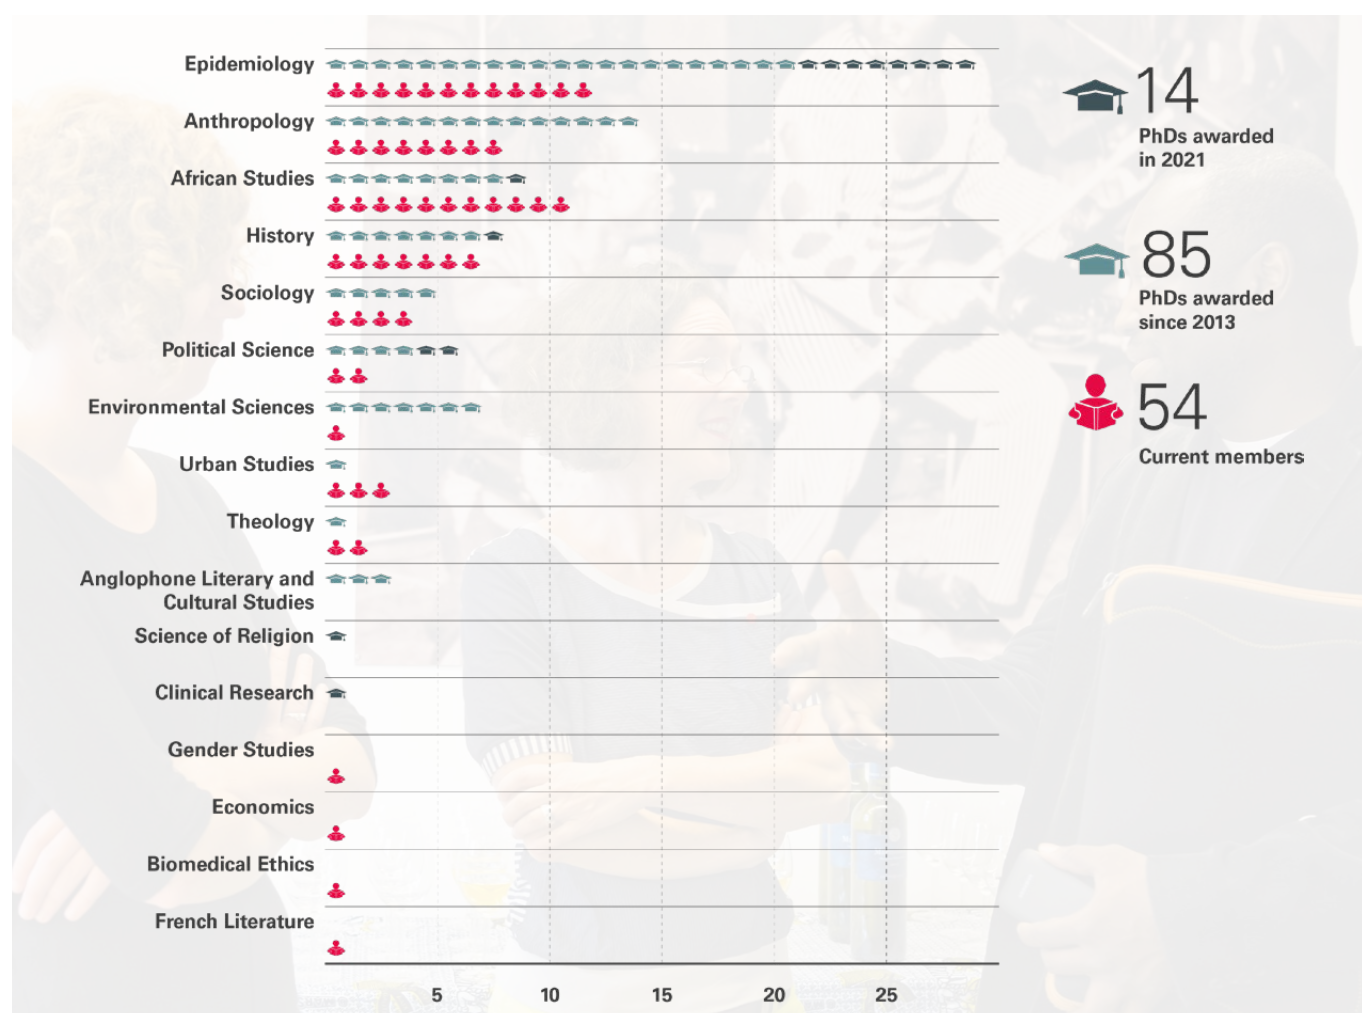 Epidemiology
Anthropology
African Studies
History
Sociology
Political Science
Environmental Sciences
Urban Studies
Theology
Anglophone Literary and
Cultural Studies
Science of Religion
Clinical Research
Gender Studies
Economics
Biomedical Ethics
French Literature
5 10 15 20 25
14
PhDs awarded
in 2021
85
PhDs awarded
since 2013
54
Current members